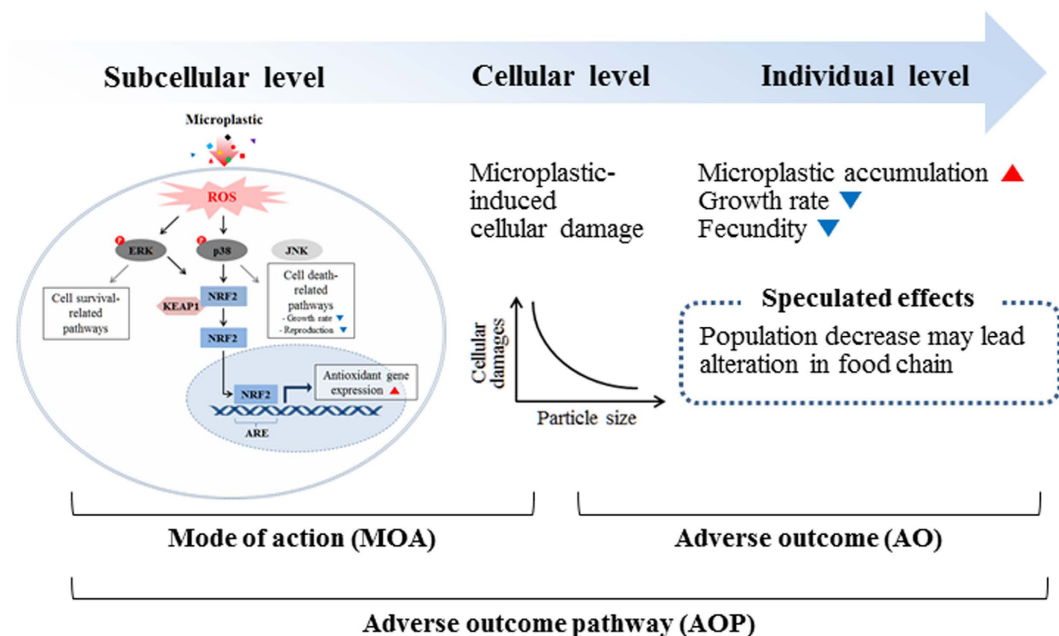 Subcellular level
Cellular level
Individual level
Microplastic
ROS
P
ERK
P
p38
JNK
Cell survival-
related
pathways
KEAP1
NRF2
Cell death-
related
pathways
- Growth rate
- Reproduction
NRF2
NRF2
Antioxidant gene
expression
ARE
Microplastic-
induced
cellular damage
Cellular
damages
Particle size
Microplastic accumulation
Growth rate
Fecundity
Speculated effects
Population decrease may lead
alteration in food chain
Mode of action (MOA)
Adverse outcome (AO)
Adverse outcome pathway (AOP)